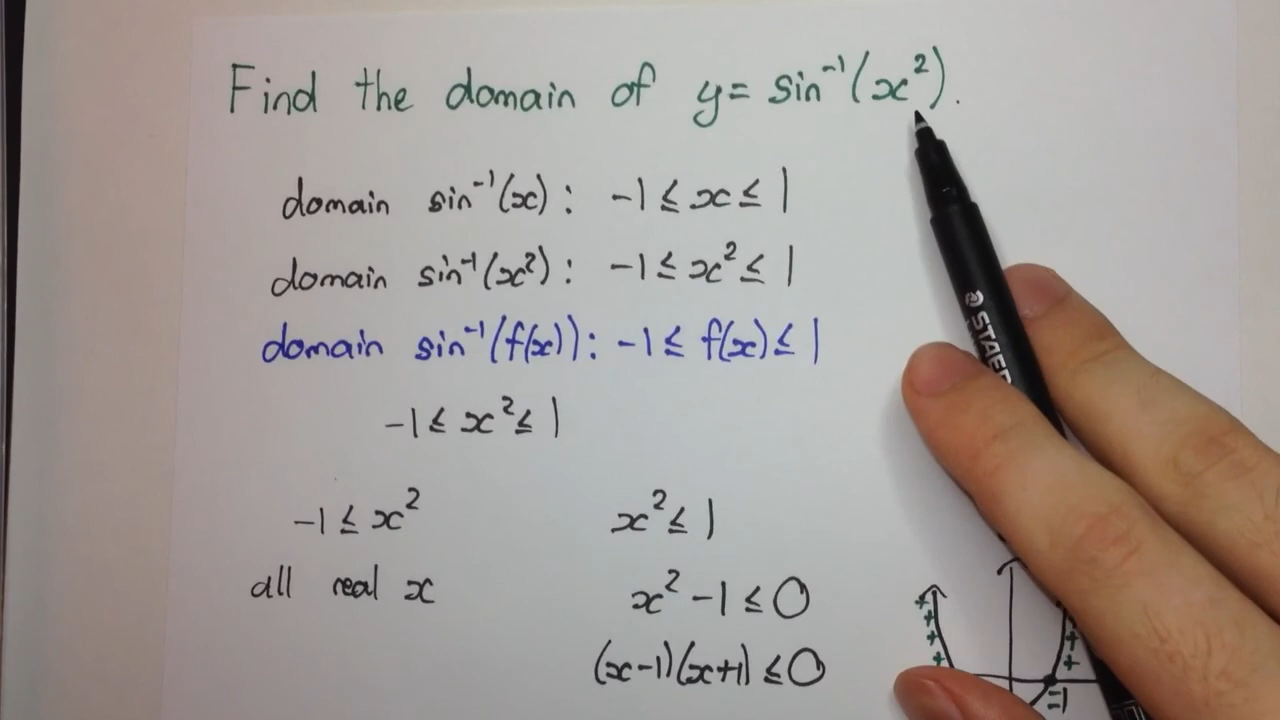 Find the domain of y = sin⁻¹(x²).
domain sin⁻¹(x) : -1 ≤ x ≤ 1
domain sin⁻¹(x²) : -1 ≤ x² ≤ 1
domain sin⁻¹(f(x)) : -1 ≤ f(x) ≤ 1
-1 ≤ x² ≤ 1
-1 ≤ x² x² ≤ 1
all real x x² - 1 ≤ 0
(x-1)(x+1) ≤ 0